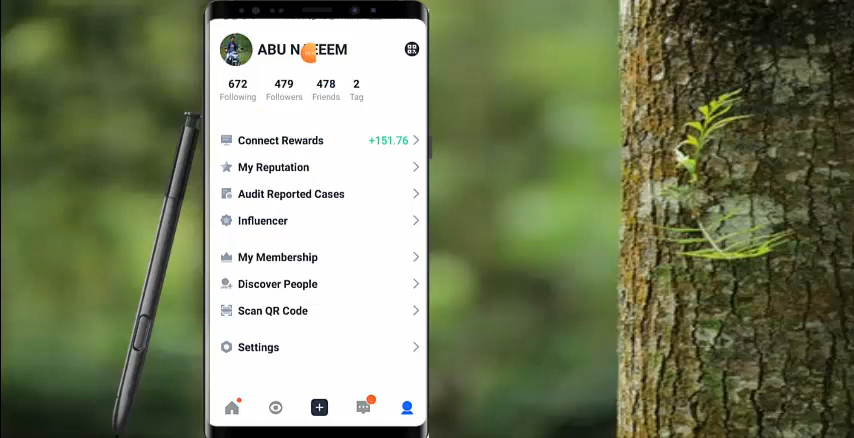 ABU N EEM
672 479 478 2
Following Followers Friends Tag
Connect Rewards +151.76
My Reputation
Audit Reported Cases
Influencer
My Membership
Discover People
Scan QR Code
Settings